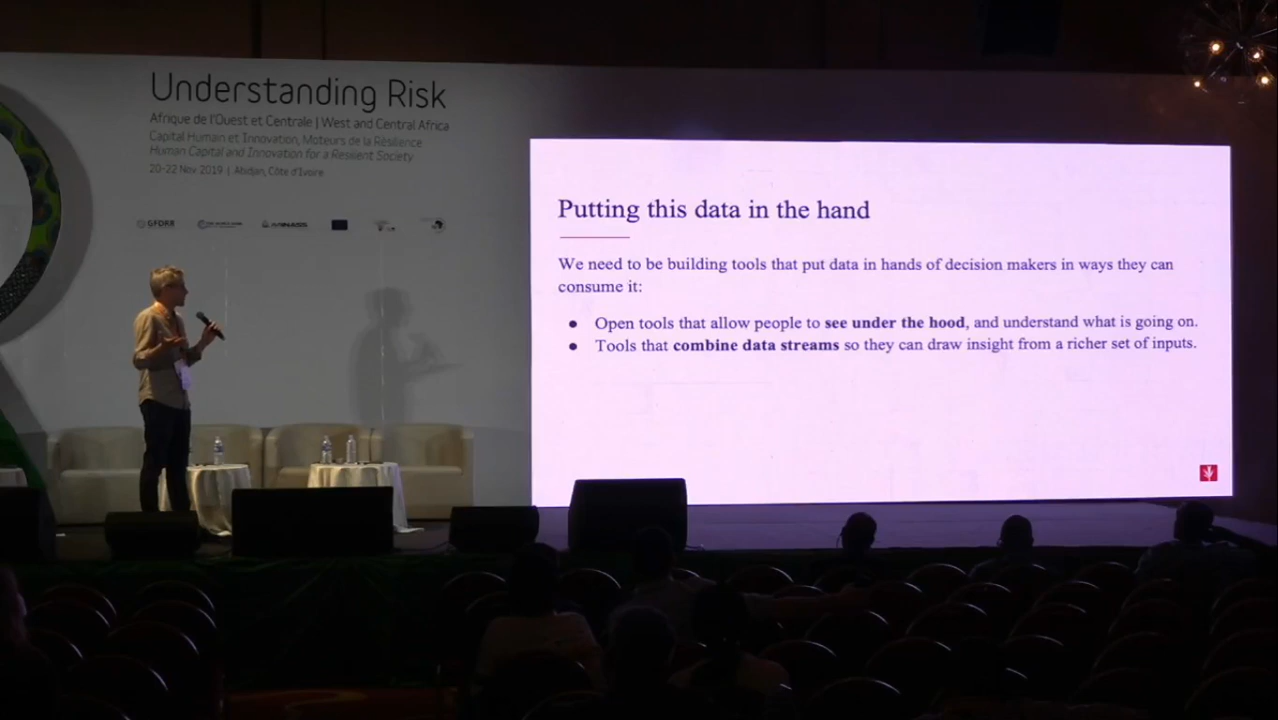 Understanding Risk
Afrique de l'Ouest et Centrale | West and Central Africa
Capital Humain et Innovation, Moteurs de la Résilience
Human Capital and Innovation for a Resilient Society
20-22 Nov 2019 | Abidjan, Côte d'Ivoire
GFDRR
Putting this data in the hand
We need to be building tools that put data in hands of decision makers in ways they can
consume it:
● Open tools that allow people to see under the hood, and understand what is going on.
● Tools that combine data streams so they can draw insight from a richer set of inputs.